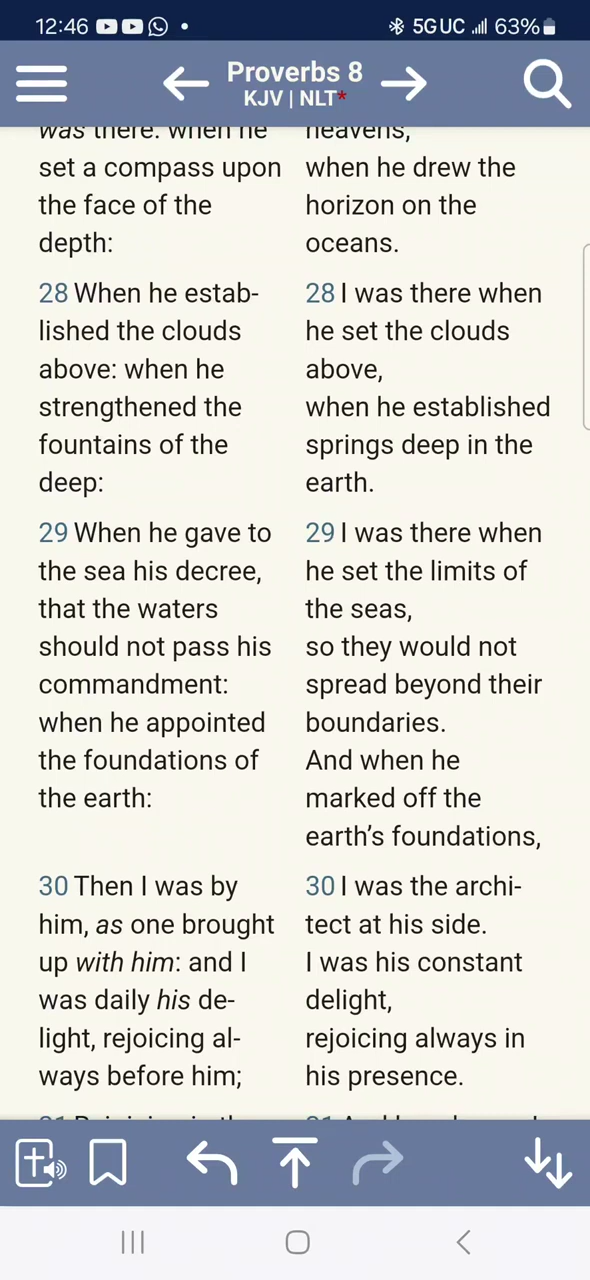 12:46
5G UC 63%
Proverbs 8
KJV | NLT*
was there: when he
set a compass upon
the face of the
depth:
28 When he estab-
lished the clouds
above: when he
strengthened the
fountains of the
deep:
29 When he gave to
the sea his decree,
that the waters
should not pass his
commandment:
when he appointed
the foundations of
the earth:
30 Then I was by
him, as one brought
up with him: and I
was daily his de-
light, rejoicing al-
ways before him;
heavens,
when he drew the
horizon on the
oceans.
28 I was there when
he set the clouds
above,
when he established
springs deep in the
earth.
29 I was there when
he set the limits of
the seas,
so they would not
spread beyond their
boundaries.
And when he
marked off the
earth's foundations,
30 I was the archi-
tect at his side.
I was his constant
delight,
rejoicing always in
his presence.